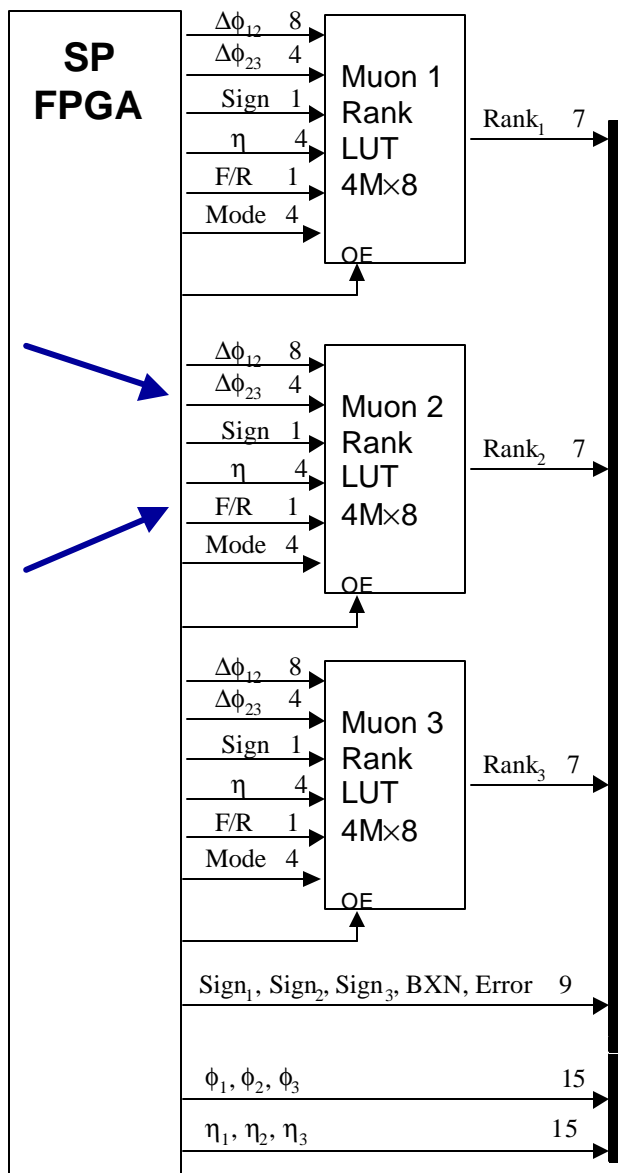 SP
FPGA
Δϕ₁₂ 8
Δϕ₂₃ 4
Sign 1
η 4
F/R 1
Mode 4
Muon 1
Rank
LUT
4M×8
OE
Rank₁ 7
Δϕ₁₂ 8
Δϕ₂₃ 4
Sign 1
η 4
F/R 1
Mode 4
Muon 2
Rank
LUT
4M×8
OE
Rank₂ 7
Δϕ₁₂ 8
Δϕ₂₃ 4
Sign 1
η 4
F/R 1
Mode 4
Muon 3
Rank
LUT
4M×8
OE
Rank₃ 7
Sign₁, Sign₂, Sign₃, BXN, Error 9
ϕ₁, ϕ₂, ϕ₃ 15
η₁, η₂, η₃ 15